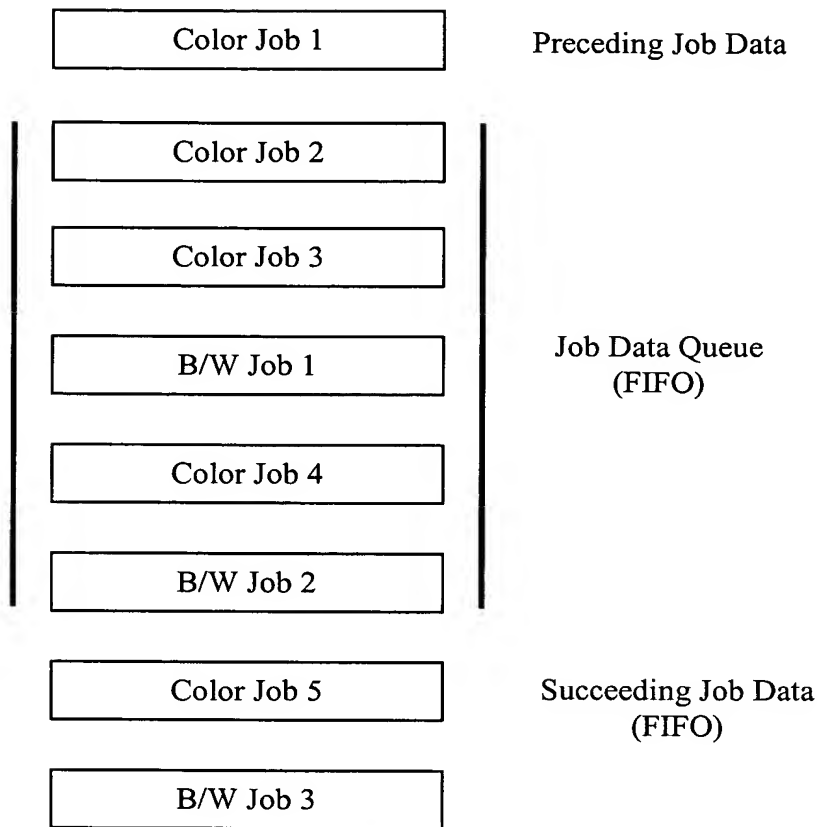 Color Job 1
Preceding Job Data
Color Job 2
Color Job 3
B/W Job 1
Job Data Queue
(FIFO)
Color Job 4
B/W Job 2
Color Job 5
Succeeding Job Data
(FIFO)
B/W Job 3